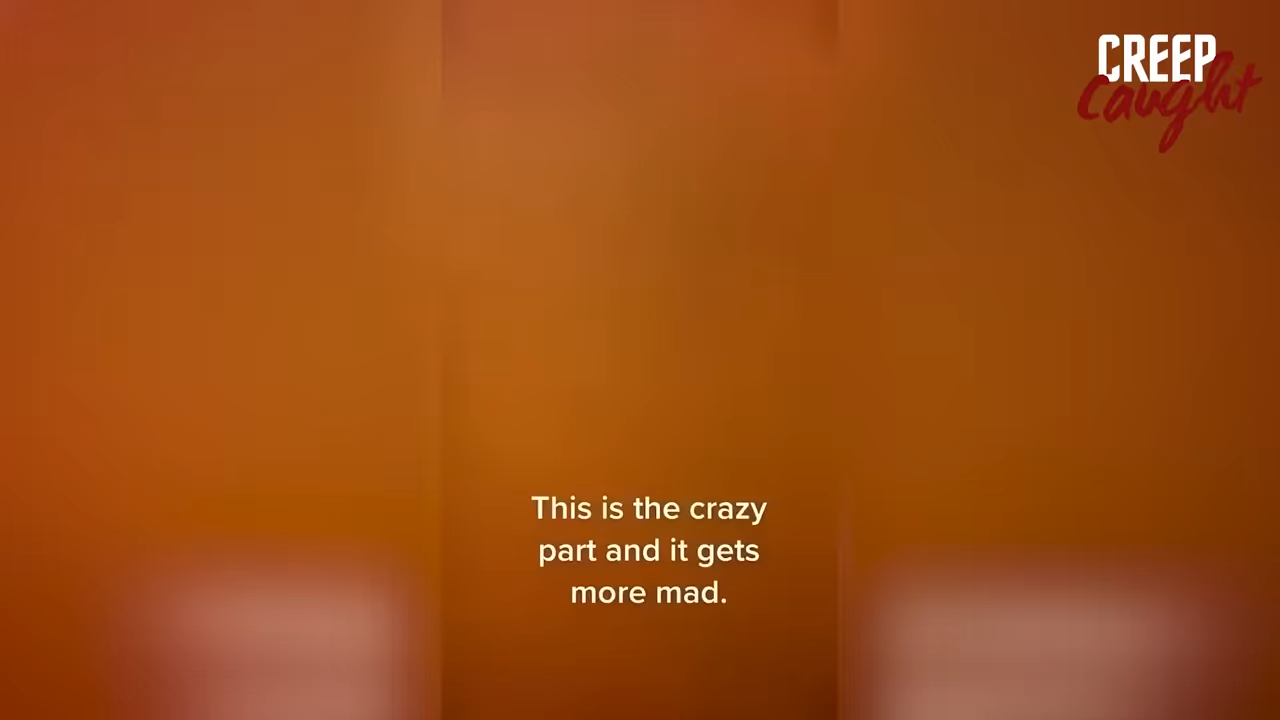 CREEP
caught
This is the crazy
part and it gets
more mad.